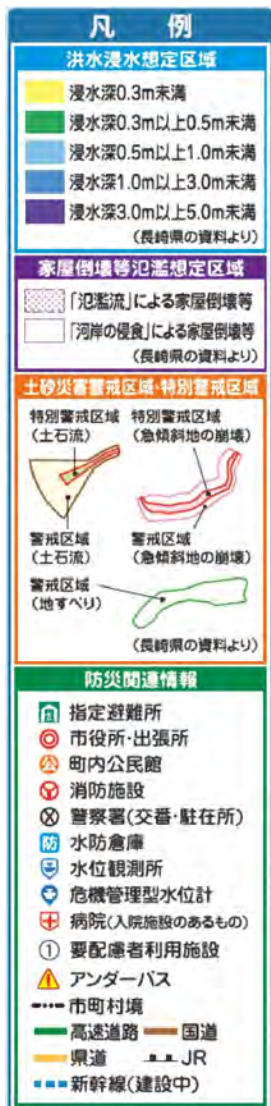 凡例
洪水浸水想定区域
浸水深0.3m未満
浸水深0.3m以上0.5m未満
浸水深0.5m以上1.0m未満
浸水深1.0m以上3.0m未満
浸水深3.0m以上5.0m未満
(長崎県の資料より)
家屋倒壊等氾濫想定区域
「氾濫流」による家屋倒壊等
「河岸の侵食」による家屋倒壊等
(長崎県の資料より)
土砂災害警戒区域・特別警戒区域
特別警戒区域
(土石流)
特別警戒区域
(急傾斜地の崩壊)
警戒区域
(土石流)
警戒区域
(急傾斜地の崩壊)
警戒区域
(地すべり)
(長崎県の資料より)
防災関連情報
指定避難所
市役所・出張所
公 町内公民館
消防施設
警察署(交番・駐在所)
防 水防倉庫
水位観測所
危機管理型水位計
病院(入院施設のあるもの)
① 要配慮者利用施設
アンダーパス
市町村境
高速道路 国道
県道 JR
新幹線(建設中)